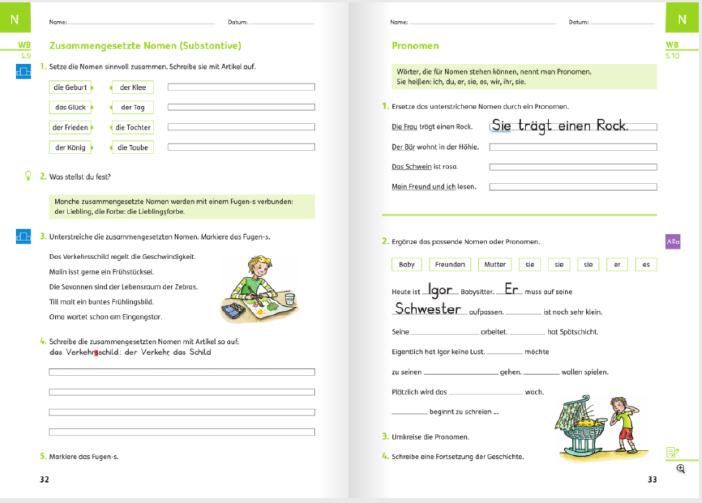 N
Name:
Datum:
WB
S.9
Zusammengesetzte Nomen (Substantive)
1. Setze die Nomen sinnvoll zusammen. Schreibe sie mit Artikel auf.
die Geburt der Klee
das Glück der Tag
der Frieden die Tochter
der König die Taube
2. Was stellst du fest?
Manche zusammengesetzte Nomen werden mit einem Fugen-s verbunden:
der Liebling, die Farbe: die Lieblingsfarbe.
3. Unterstreiche die zusammengesetzten Nomen. Markiere das Fugen-s.
Das Verkehrsschild regelt die Geschwindigkeit.
Malin isst gerne ein Frühstücksei.
Die Savannen sind der Lebensraum der Zebras.
Till malt ein buntes Frühlingsbild.
Oma wartet schon am Eingangstor.
4. Schreibe die zusammengesetzten Nomen mit Artikel so auf:
das Verkehrsschild: der Verkehr, das Schild
5. Markiere das Fugen-s.
32
Name:
Datum:
N
WB
S.10
Pronomen
Wörter, die für Nomen stehen können, nennt man Pronomen.
Sie heißen: ich, du, er, sie, es, wir, ihr, sie.
1. Ersetze das unterstrichene Nomen durch ein Pronomen.
Die Frau trägt einen Rock. Sie trägt einen Rock.
Der Bär wohnt in der Höhle.
Das Schwein ist rosa.
Mein Freund und ich lesen.
2. Ergänze das passende Nomen oder Pronomen.
Baby Freunden Mutter sie sie sie er es
Heute ist Igor Babysitter. Er muss auf seine
Schwester aufpassen. ist noch sehr klein.
Seine arbeitet. hat Spätschicht.
Eigentlich hat Igor keine Lust. möchte
zu seinen gehen. wollen spielen.
Plötzlich wird das wach.
beginnt zu schreien ...
3. Umkreise die Pronomen.
4. Schreibe eine Fortsetzung der Geschichte.
33